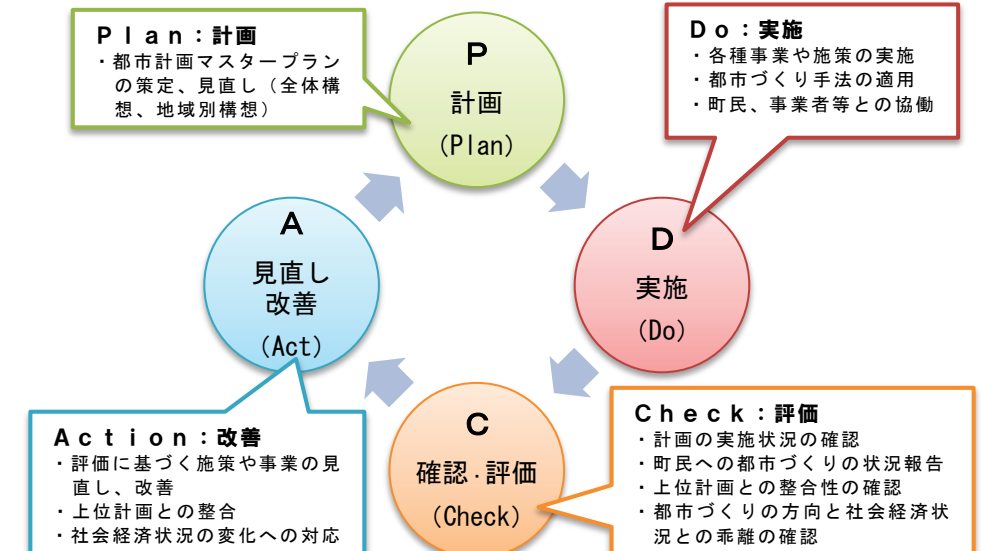 Plan:計画
・都市計画マスタープラン
の策定、見直し(全体構
想、地域別構想)
P
計画
(Plan)
Do:実施
・各種事業や施策の実施
・都市づくり手法の適用
・町民、事業者等との協働
D
実施
(Do)
A
見直し
改善
(Act)
C
確認・評価
(Check)
Action:改善
・評価に基づく施策や事業の見
直し、改善
・上位計画との整合
・社会経済状況の変化への対応
Check:評価
・計画の実施状況の確認
・町民への都市づくりの状況報告
・上位計画との整合性の確認
・都市づくりの方向と社会経済状
況との乖離の確認